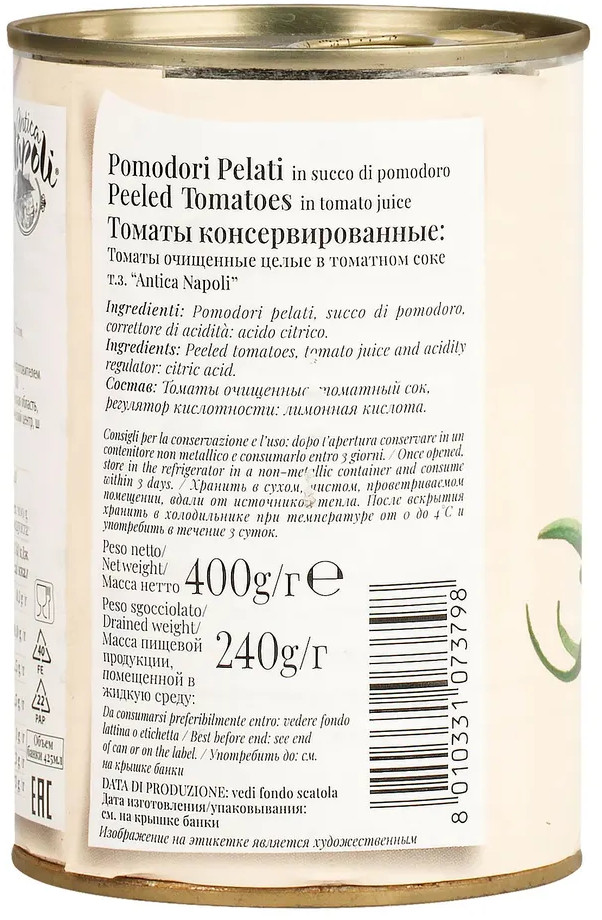 Antica
Napoli
Pomodori Pelati in succo di pomodoro
Peeled Tomatoes in tomato juice
Томаты консервированные:
Томаты очищенные целые в томатном соке
т.з. "Antica Napoli"
Ingredienti: Pomodori pelati, succo di pomodoro,
correttore di acidità: acido citrico.
Ingredients: Peeled tomatoes, tomato juice and acidity
regulator: citric acid.
Состав: Томаты очищенные томатный сок,
регулятор кислотности: лимонная кислота.
Consigli per la conservazione e l'uso: dopo l'apertura conservare in un
contenitore non metallico e consumarlo entro 3 giorni. / Once opened,
store in the refrigerator in a non-metallic container and consume
within 3 days. / Хранить в сухом, чистом, проветриваемом
помещении, вдали от источников тепла. После вскрытия
хранить в холодильнике при температуре от 0 до 4°C и
употребить в течение 3 суток.
Peso netto/
Net weight/
Масса нетто 400g/г e
Peso sgocciolato/
Drained weight/
Масса пищевой
продукции,
помещенной в
жидкую среду: 240g/г
Da consumarsi preferibilmente entro: vedere fondo
lattina o etichetta / Best before end: see end
of can or on the label. / Употребить до: см.
на крышке банки
DATA DI PRODUZIONE: vedi fondo scatola
Дата изготовления/упаковывания:
см. на крышке банки
Изображение на этикетке является художественным
8 010331 073798
40
FE
22
PAP
Объем
банки 425мл
EAC